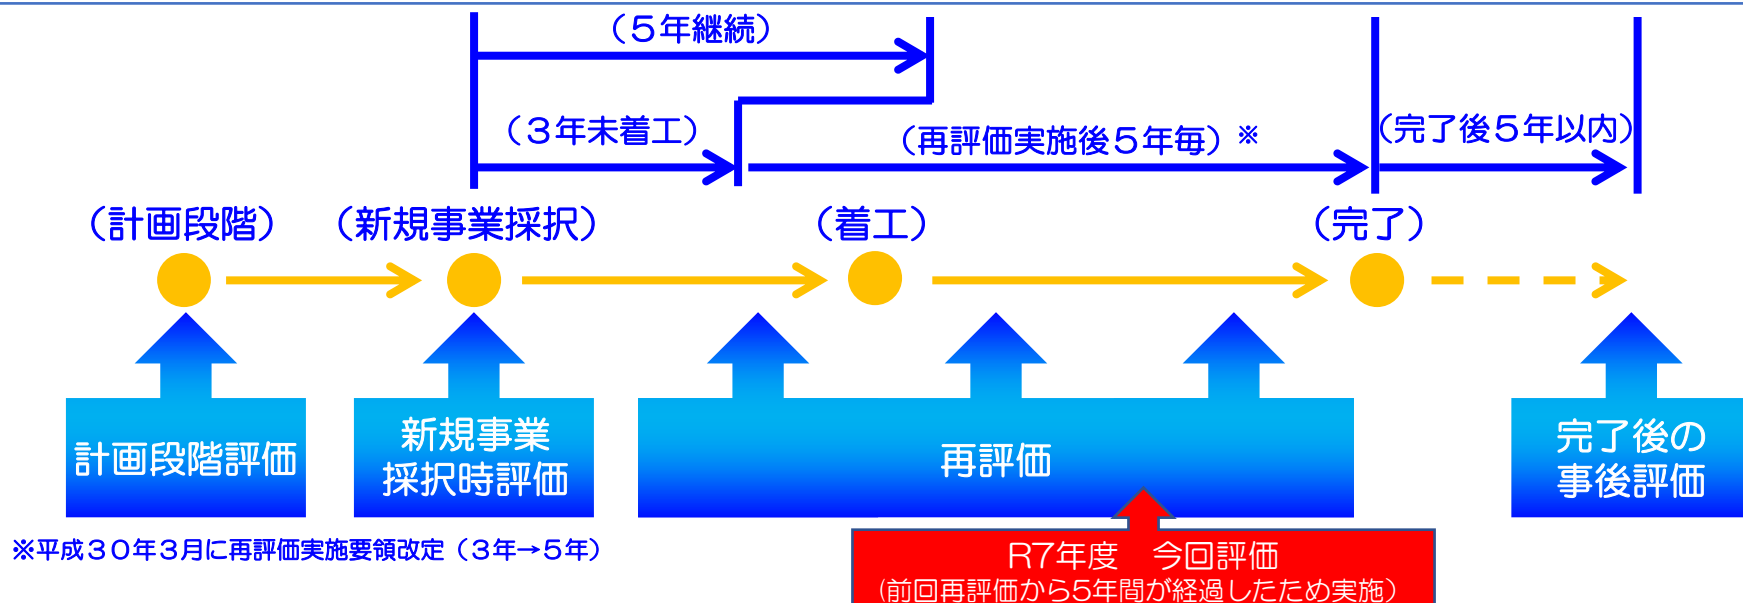 （５年継続）
（３年未着工）
（再評価実施後５年毎）※
（完了後５年以内）
（計画段階）
（新規事業採択）
（着工）
（完了）
計画段階評価
新規事業
採択時評価
再評価
完了後の
事後評価
※平成３０年３月に再評価実施要領改定（３年→５年）
R7年度　今回評価
（前回再評価から5年間が経過したため実施）